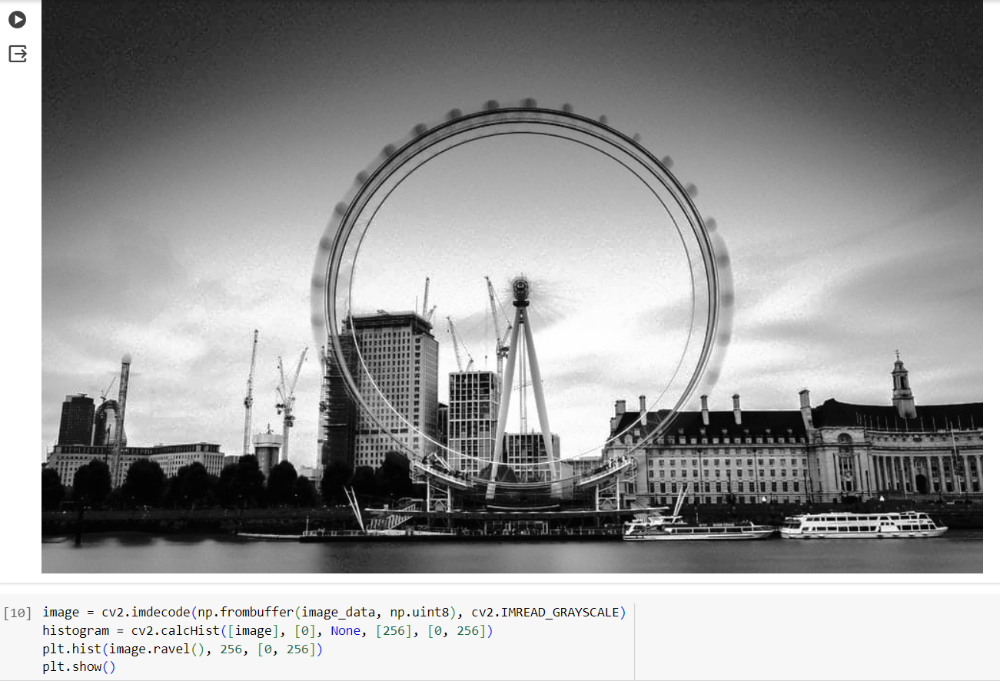 [10] image = cv2.imdecode(np.frombuffer(image_data, np.uint8), cv2.IMREAD_GRAYSCALE)
histogram = cv2.calcHist([image], [0], None, [256], [0, 256])
plt.hist(image.ravel(), 256, [0, 256])
plt.show()